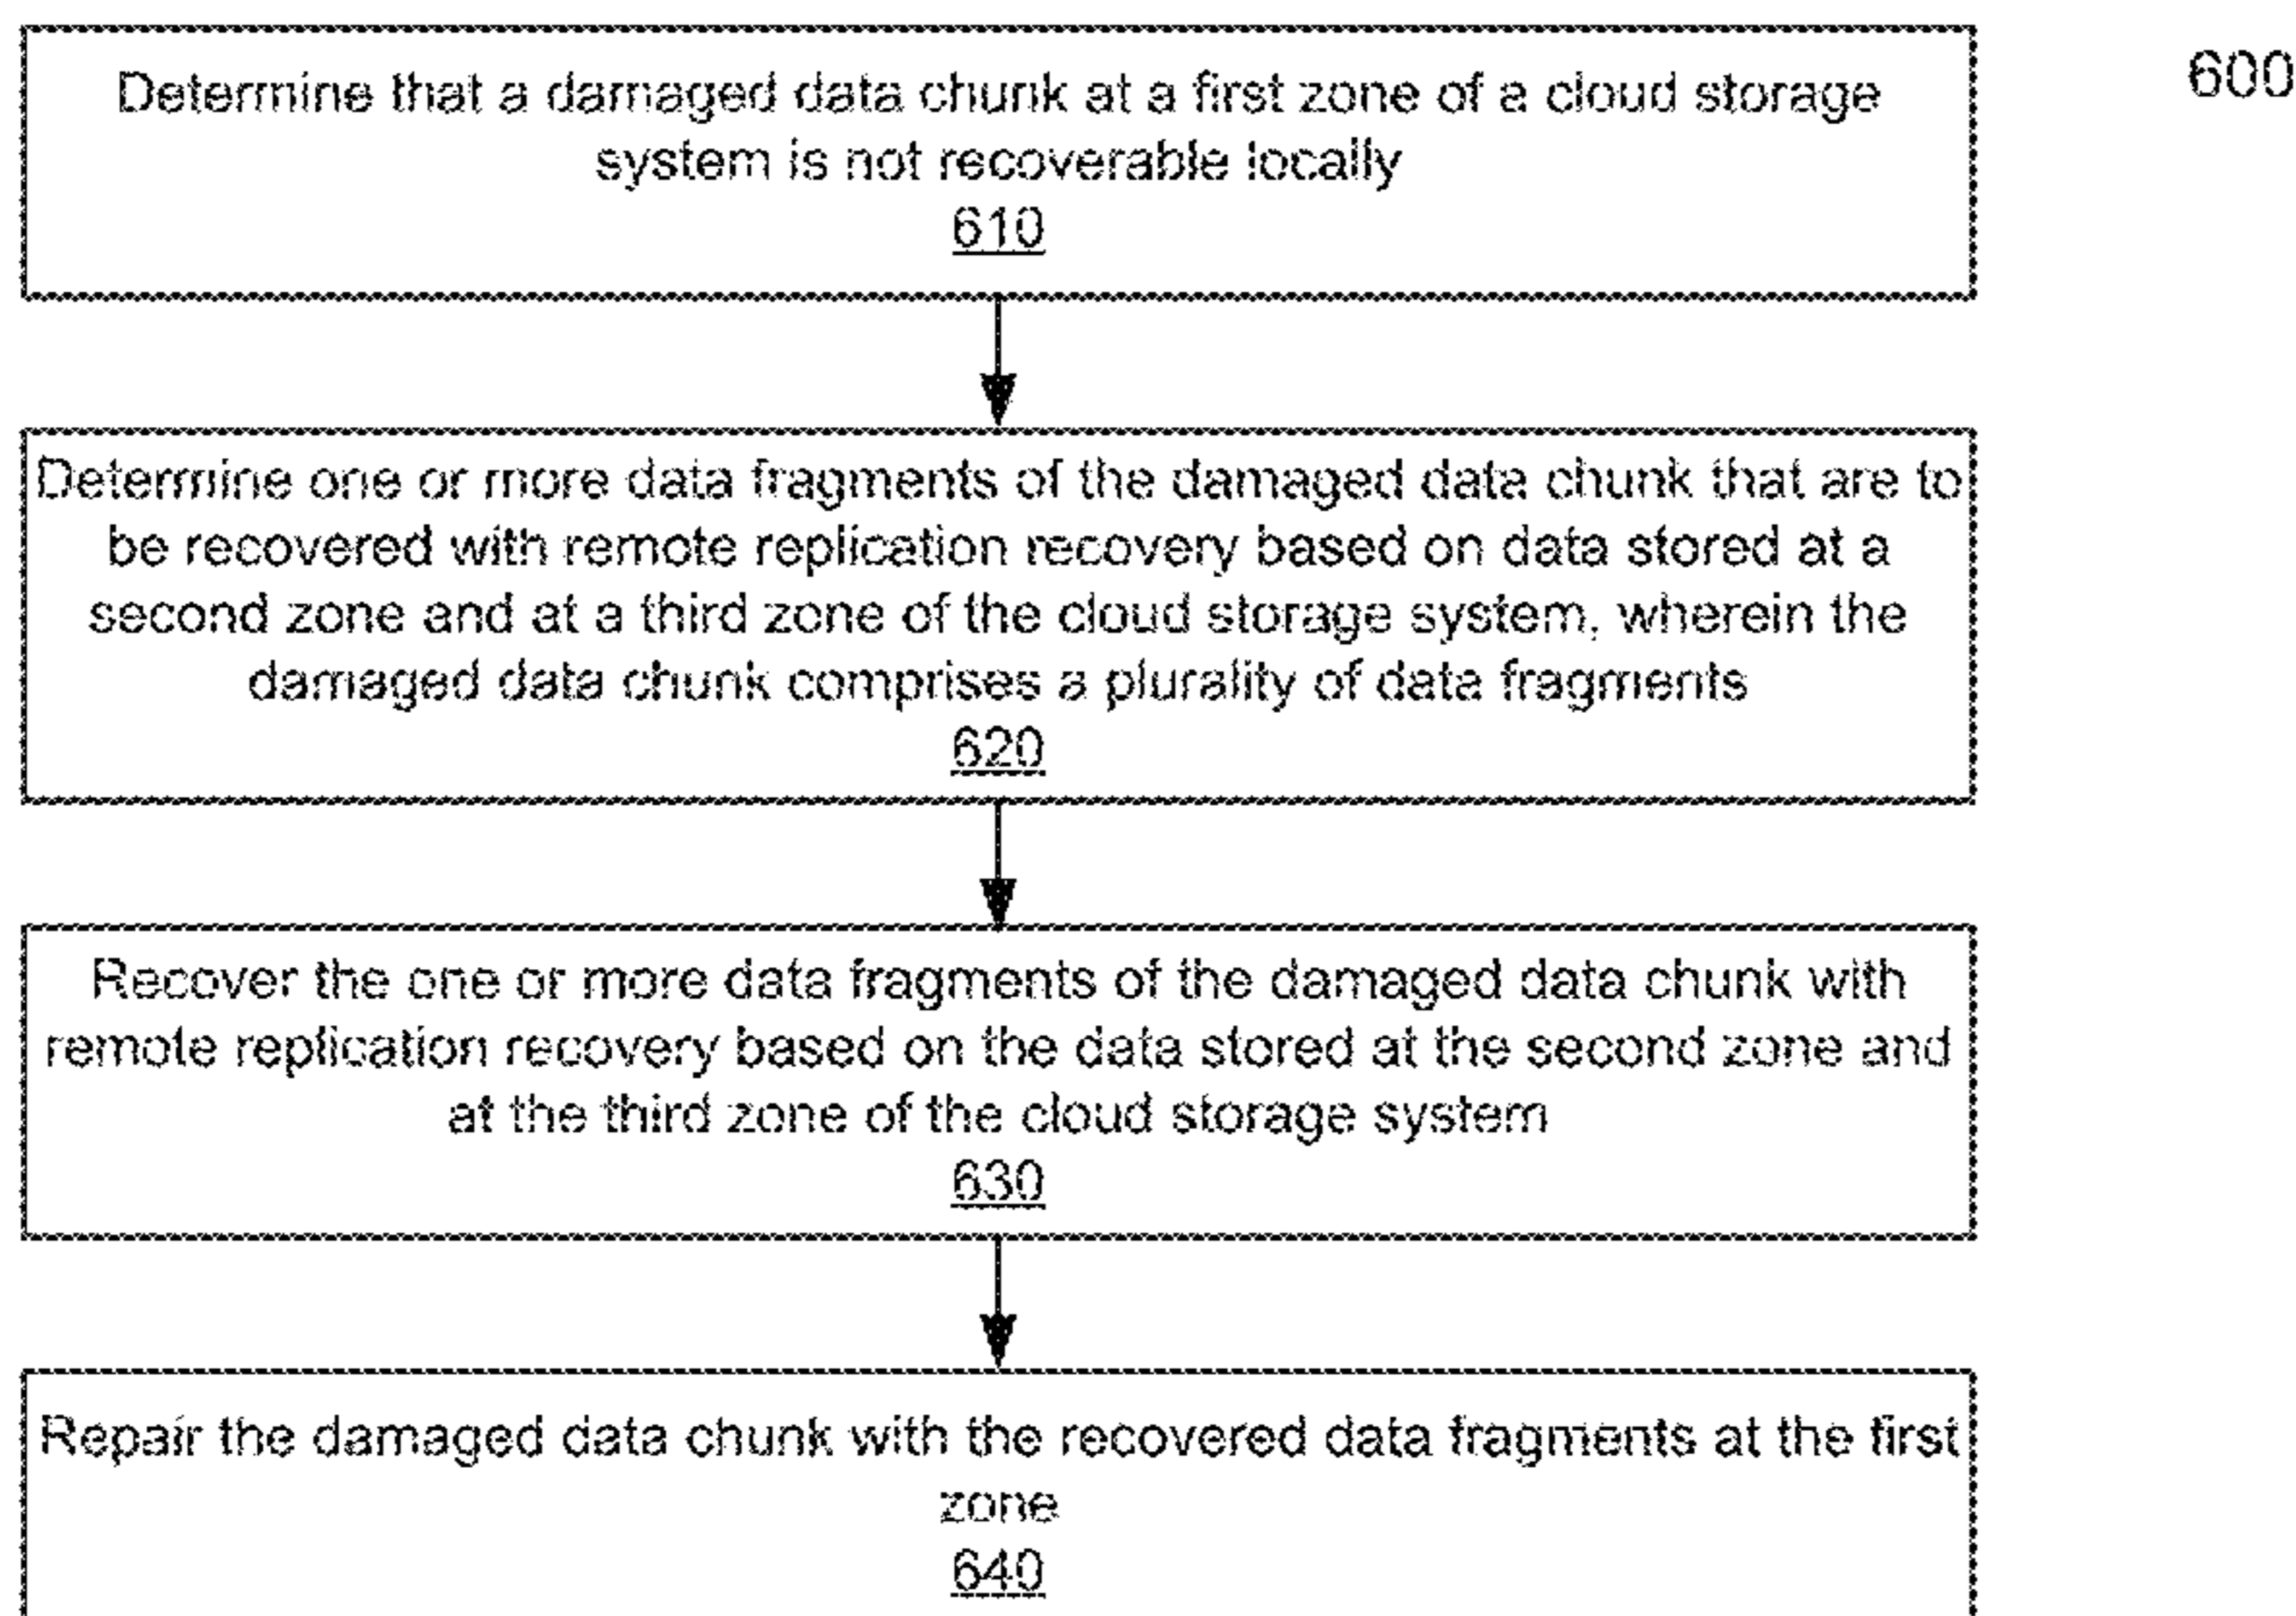 600
Determine that a damaged data chunk at a first zone of a cloud storage
system is not recoverable locally
610
Determine one or more data fragments of the damaged data chunk that are to
be recovered with remote replication recovery based on data stored at a
second zone and at a third zone of the cloud storage system, wherein the
damaged data chunk comprises a plurality of data fragments
620
Recover the one or more data fragments of the damaged data chunk with
remote replication recovery based on the data stored at the second zone and
at the third zone of the cloud storage system
630
Repair the damaged data chunk with the recovered data fragments at the first
zone
640